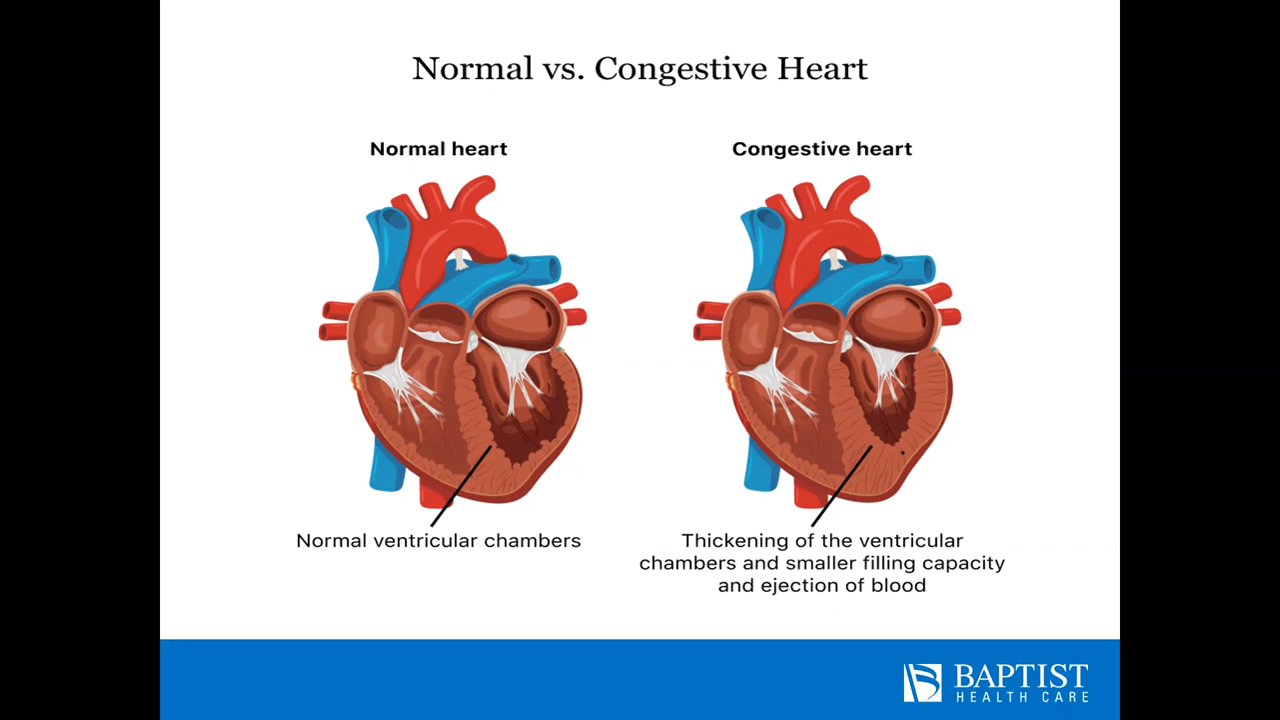 Normal vs. Congestive Heart
Normal heart
Congestive heart
Normal ventricular chambers
Thickening of the ventricular
chambers and smaller filling capacity
and ejection of blood
BAPTIST
HEALTH CARE